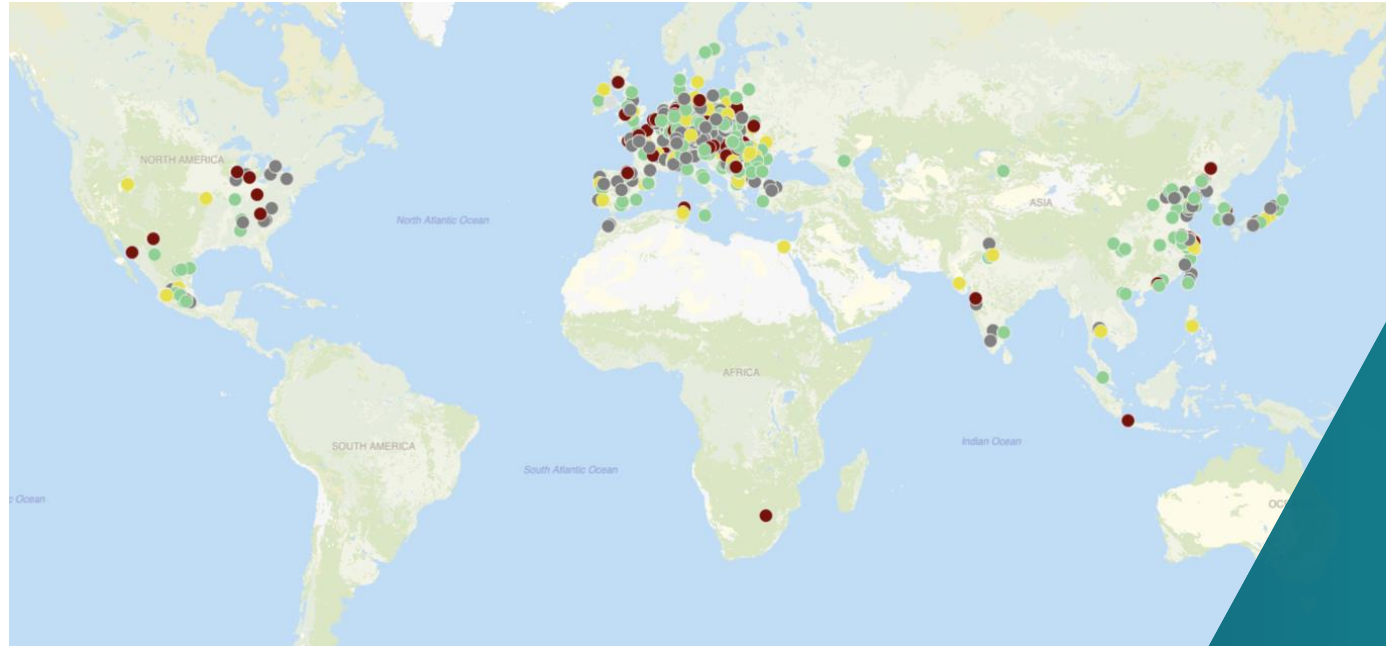 NORTH AMERICA
ASIA
North Atlantic Ocean
AFRICA
Indian Ocean
SOUTH AMERICA
South Atlantic Ocean
c Ocean
OC